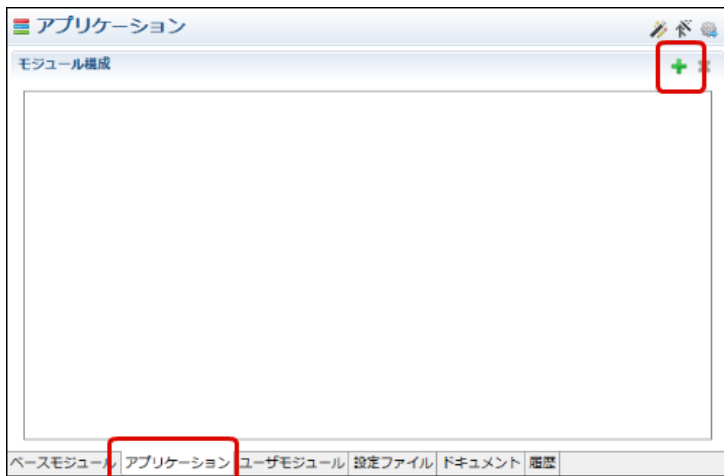 アプリケーション
モジュール構成
ベースモジュール アプリケーション ユーザモジュール 設定ファイル ドキュメント 履歴